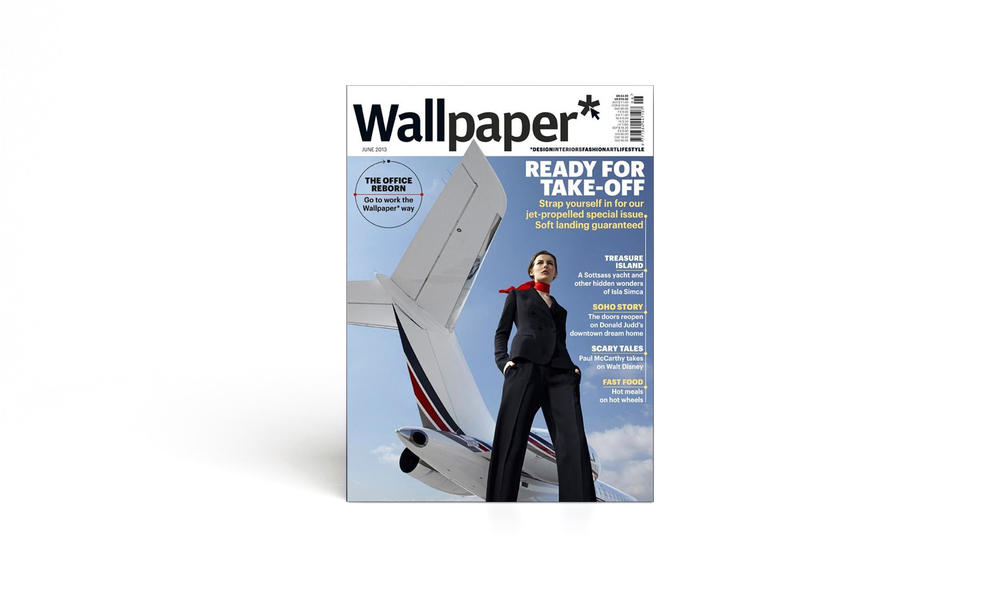 Wallpaper*
JUNE 2013
*DESIGNINTERIORSFASHIONARTLIFESTYLE
THE OFFICE
REBORN
Go to work the
Wallpaper* way
READY FOR
TAKE-OFF
Strap yourself in for our
jet-propelled special issue
Soft landing guaranteed
TREASURE
ISLAND
A Sottsass yacht and
other hidden wonders
of Isla Simca
SOHO STORY
The doors reopen
on Donald Judd's
downtown dream home
SCARY TALES
Paul McCarthy takes
on Walt Disney
FAST FOOD
Hot meals
on hot wheels